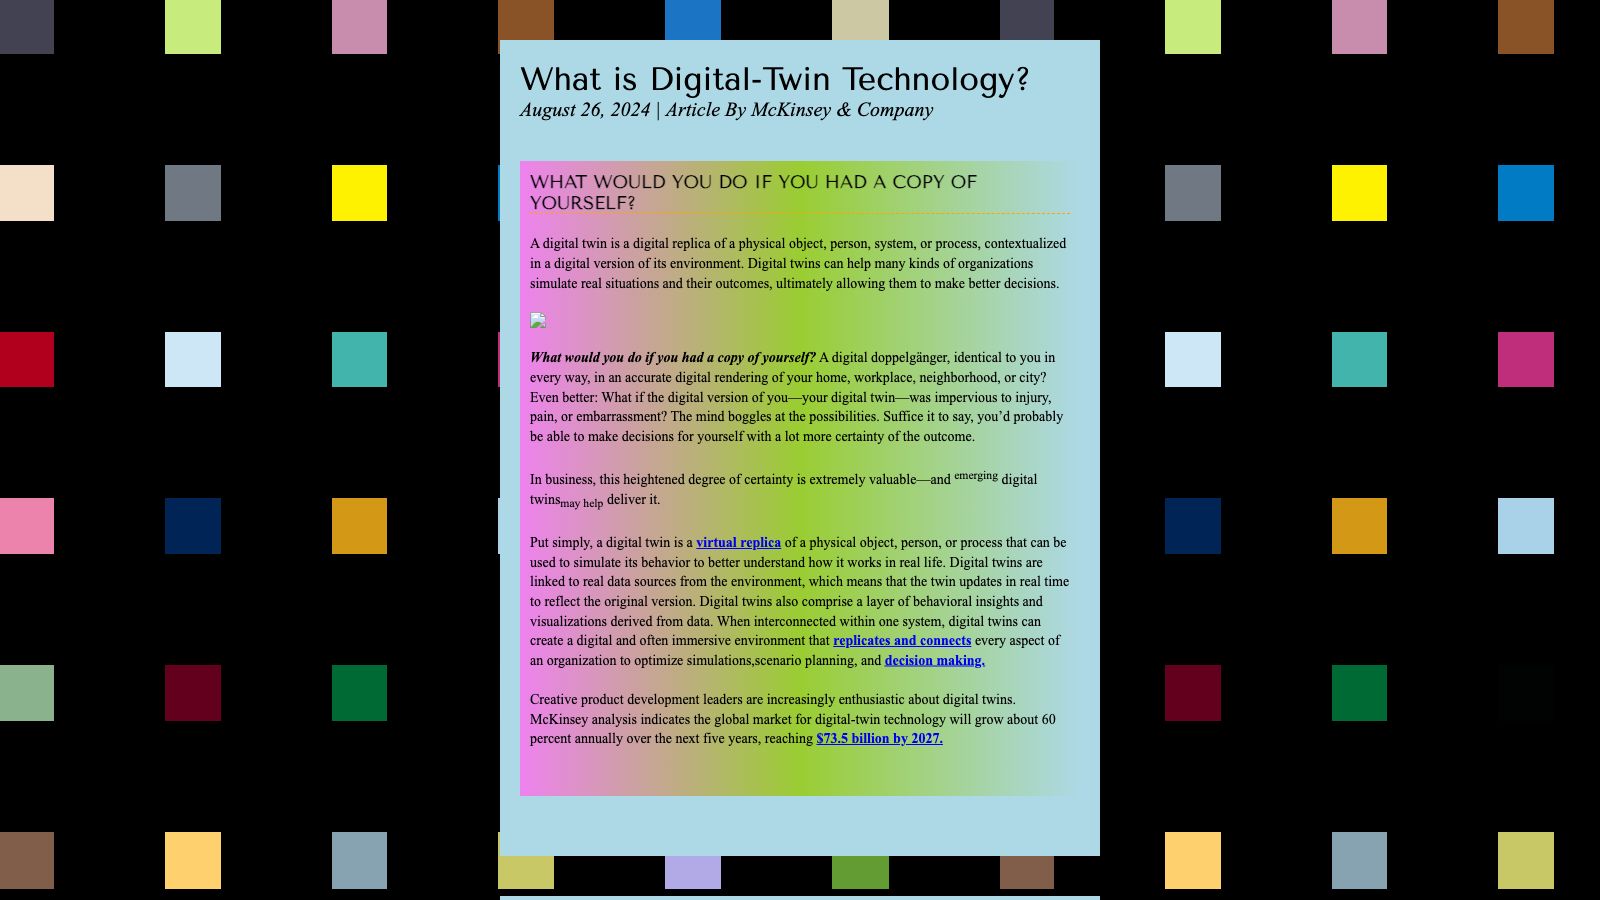 What is Digital-Twin Technology?
August 26, 2024 | Article By McKinsey & Company
WHAT WOULD YOU DO IF YOU HAD A COPY OF
YOURSELF?
A digital twin is a digital replica of a physical object, person, system, or process, contextualized
in a digital version of its environment. Digital twins can help many kinds of organizations
simulate real situations and their outcomes, ultimately allowing them to make better decisions.
What would you do if you had a copy of yourself? A digital doppelgänger, identical to you in
every way, in an accurate digital rendering of your home, workplace, neighborhood, or city?
Even better: What if the digital version of you—your digital twin—was impervious to injury,
pain, or embarrassment? The mind boggles at the possibilities. Suffice it to say, you’d probably
be able to make decisions for yourself with a lot more certainty of the outcome.
In business, this heightened degree of certainty is extremely valuable—and emerging digital
twinsmay help deliver it.
Put simply, a digital twin is a virtual replica of a physical object, person, or process that can be
used to simulate its behavior to better understand how it works in real life. Digital twins are
linked to real data sources from the environment, which means that the twin updates in real time
to reflect the original version. Digital twins also comprise a layer of behavioral insights and
visualizations derived from data. When interconnected within one system, digital twins can
create a digital and often immersive environment that replicates and connects every aspect of
an organization to optimize simulations,scenario planning, and decision making.
Creative product development leaders are increasingly enthusiastic about digital twins.
McKinsey analysis indicates the global market for digital-twin technology will grow about 60
percent annually over the next five years, reaching $73.5 billion by 2027.